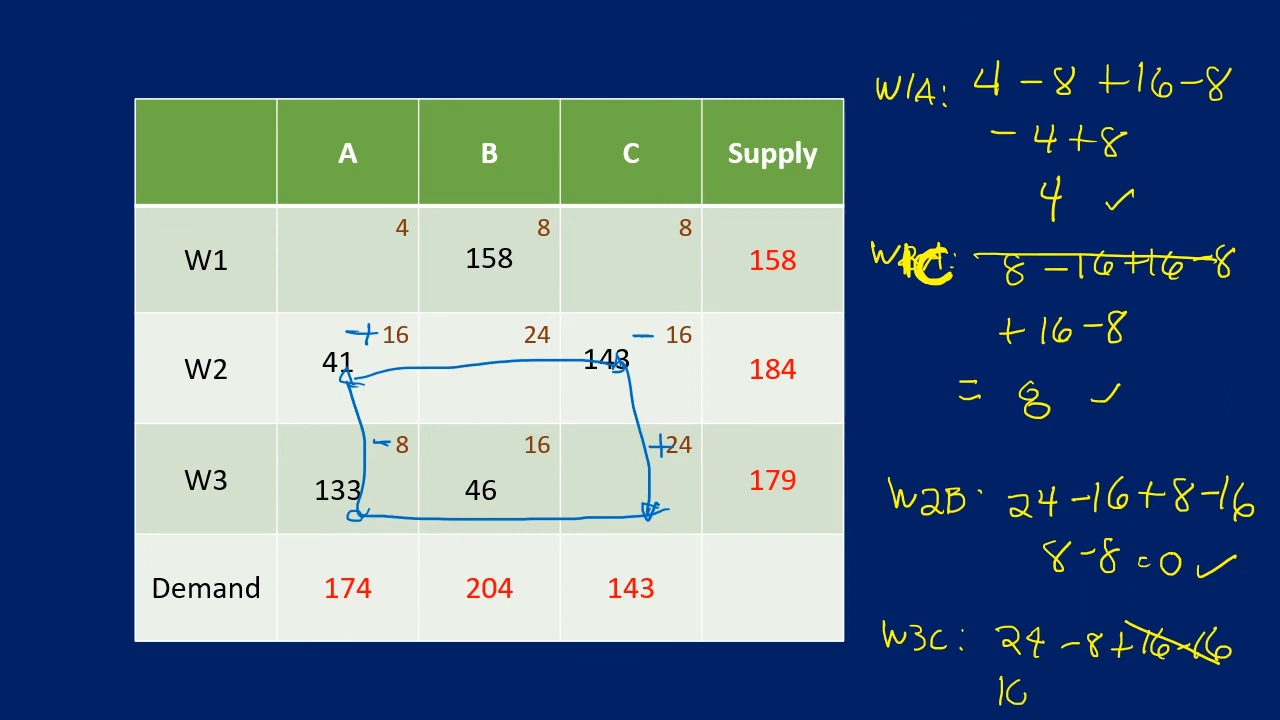 A B C Supply
4 8 8
W1 158 158
+ 16 24 - 16
W2 41 143 184
- 8 16 + 24
W3 133 46 179
Demand 174 204 143
W1A: 4 - 8 + 16 - 8
- 4 + 8
4 ✓
C: 8 - 16 + 16 - 8
+ 16 - 8
= 8 ✓
W2B: 24 - 16 + 8 - 16
8 - 8 = 0 ✓
W3C: 24 - 8 + 16 - 16
16